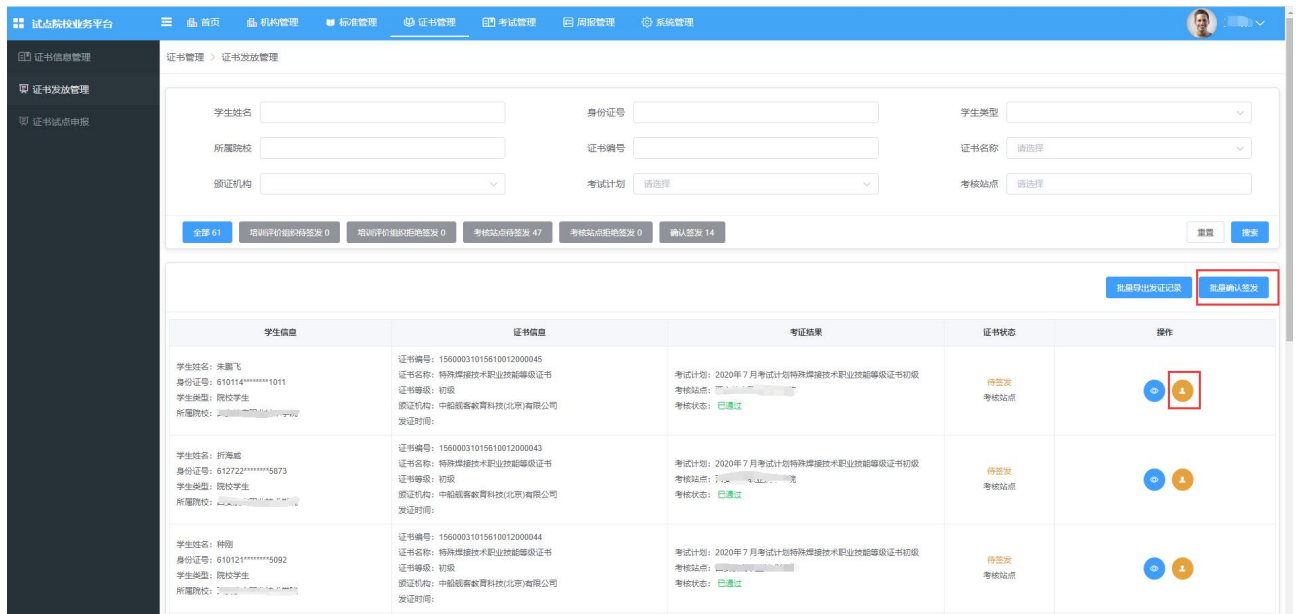 试点院校业务平台
首页 机构管理 标准管理 证书管理 考试管理 周报管理 系统管理
证书信息管理
证书发放管理
证书试点申报
证书管理 > 证书发放管理
学生姓名 身份证号 学生类型
所属院校 证书编号 证书名称 请选择
颁证机构 考试计划 请选择 考核站点 请选择
全部 61 培训评价组织待签发 0 培训评价组织拒绝签发 0 考核站点待签发 47 考核站点拒绝签发 0 确认签发 14 重置 搜索
批量导出发证记录 批量确认签发
学生信息 证书信息 考证结果 证书状态 操作
学生姓名：朱鹏飞
身份证号：610114********1011
学生类型：院校学生
所属院校：
证书编号：15600031015610012000045
证书名称：特殊焊接技术职业技能等级证书
证书等级：初级
颁证机构：中船舰客教育科技(北京)有限公司
发证时间：
考试计划：2020年7月考试计划特殊焊接技术职业技能等级证书初级
考核站点：
考核状态：已通过
待签发
考核站点
学生姓名：折海威
身份证号：612722********5873
学生类型：院校学生
所属院校：
证书编号：15600031015610012000043
证书名称：特殊焊接技术职业技能等级证书
证书等级：初级
颁证机构：中船舰客教育科技(北京)有限公司
发证时间：
考试计划：2020年7月考试计划特殊焊接技术职业技能等级证书初级
考核站点：
考核状态：已通过
待签发
考核站点
学生姓名：种刚
身份证号：610121********5092
学生类型：院校学生
所属院校：
证书编号：15600031015610012000044
证书名称：特殊焊接技术职业技能等级证书
证书等级：初级
颁证机构：中船舰客教育科技(北京)有限公司
发证时间：
考试计划：2020年7月考试计划特殊焊接技术职业技能等级证书初级
考核站点：
考核状态：已通过
待签发
考核站点